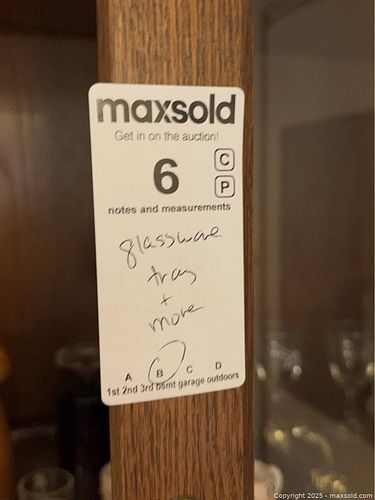 maxsold
Get in on the auction!
6
C
P
notes and measurements
glassware
tray
+
more
A B C D
1st 2nd 3rd bsmt garage outdoors
Copyright 2025 - maxsold.com